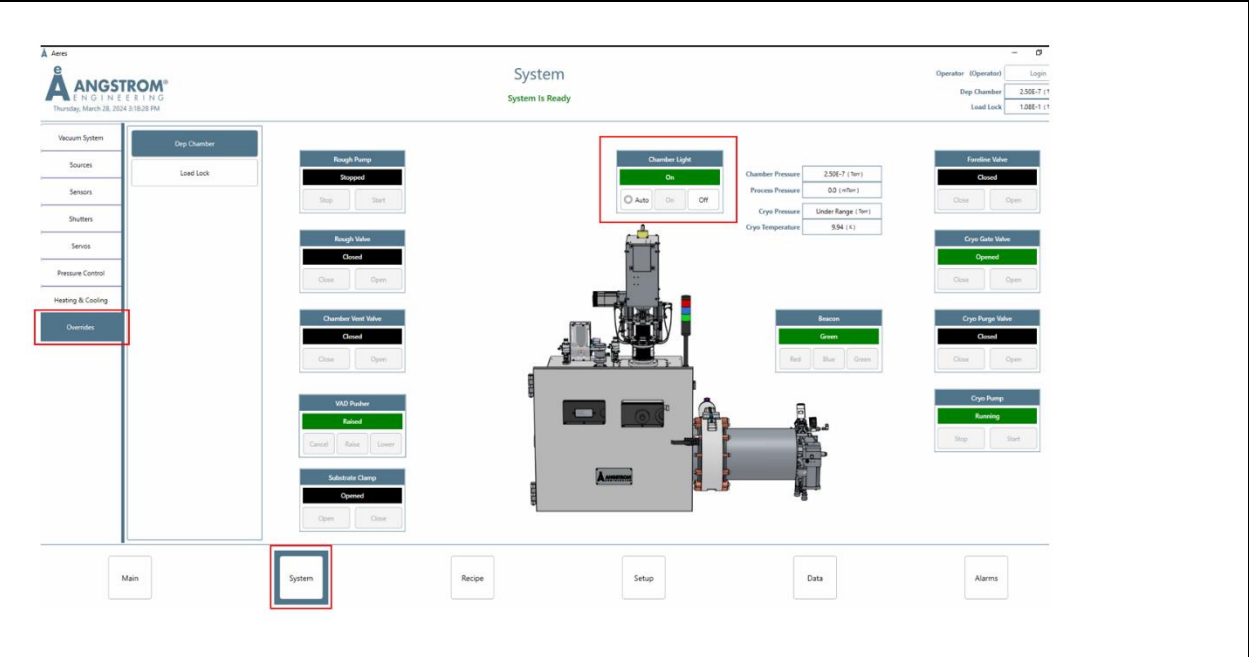 Aeres
ANGSTROM®
ENGINEERING
Thursday, March 28, 2024 3:18:28 PM
System
System Is Ready
Operator (Operator) Login
Dep Chamber 2.50E-7
Load Lock 1.08E-1
Vacuum System
Sources
Sensors
Shutters
Servos
Pressure Control
Heating & Cooling
Overrides
Dep Chamber
Load Lock
Rough Pump
Stopped
Stop Start
Rough Valve
Closed
Close Open
Chamber Vent Valve
Closed
Close Open
VAD Pusher
Raised
Cancel Raise Lower
Substrate Clamp
Opened
Open Close
Chamber Light
On
Auto On Off
Chamber Pressure 2.50E-7 (Torr)
Process Pressure 0.0 (mTorr)
Cryo Pressure Under Range (Torr)
Cryo Temperature 9.94 (K)
Beacon
Green
Red Blue Green
ANGSTROM
Foreline Valve
Closed
Close Open
Cryo Gate Valve
Opened
Close Open
Cryo Purge Valve
Closed
Close Open
Cryo Pump
Running
Stop Start
Main
System
Recipe
Setup
Data
Alarms